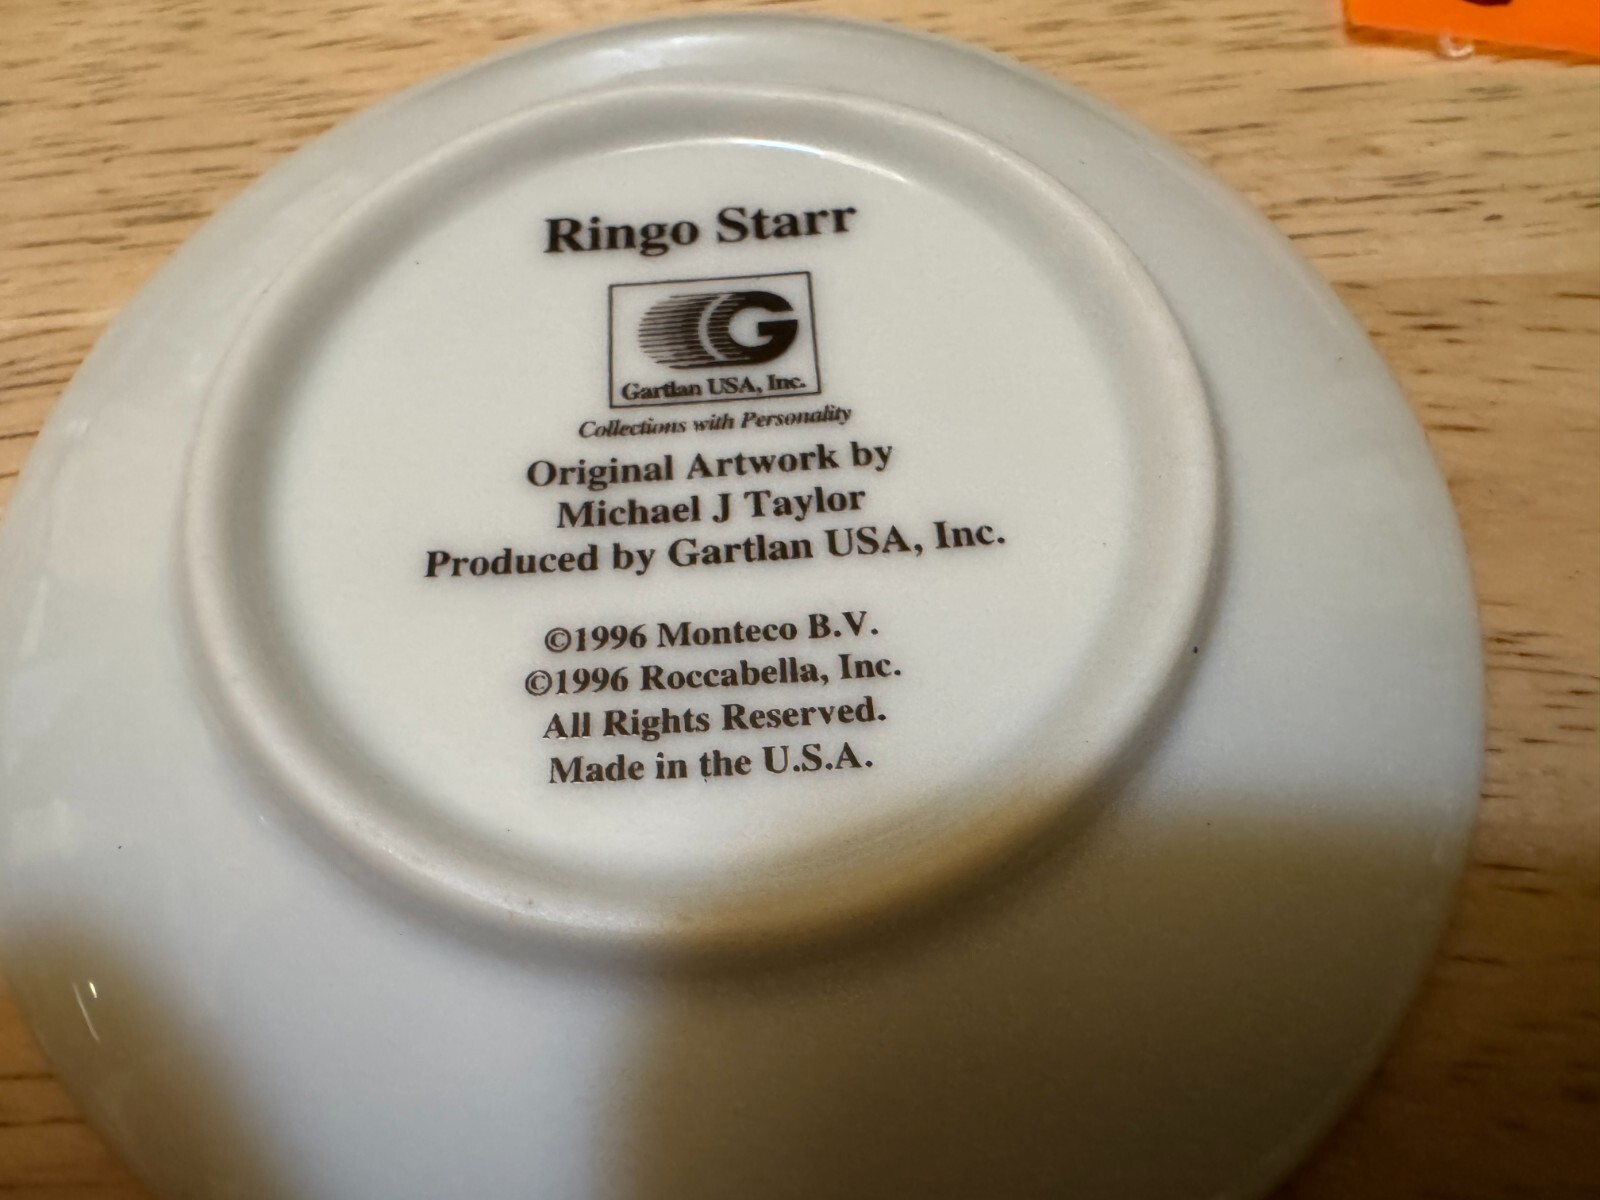 Ringo Starr
G
Gartlan USA, Inc.
Collections with Personality
Original Artwork by
Michael J Taylor
Produced by Gartlan USA, Inc.
©1996 Monteco B.V.
©1996 Roccabella, Inc.
All Rights Reserved.
Made in the U.S.A.